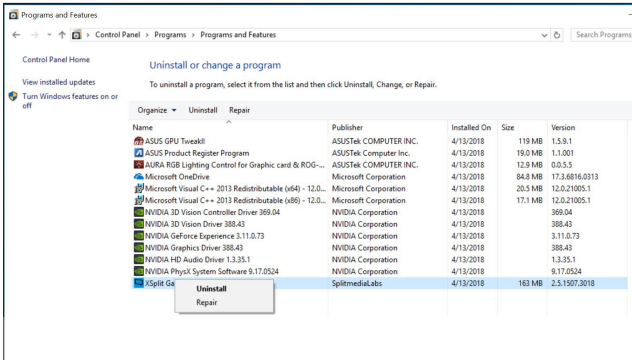 Programs and Features
Control Panel > Programs > Programs and Features
Search Programs
Control Panel Home
View installed updates
Turn Windows features on or off
Uninstall or change a program
To uninstall a program, select it from the list and then click Uninstall, Change, or Repair.
Organize Uninstall Repair
Name Publisher Installed On Size Version
ASUS GPU TweakII ASUSTek COMPUTER INC. 4/13/2018 119 MB 1.5.9.1
ASUS Product Register Program ASUSTek Computer Inc. 4/13/2018 19.0 MB 1.1.001
AURA RGB Lighting Control for Graphic card & ROG-... ASUSTek COMPUTER INC. 4/13/2018 12.9 MB 0.0.5.5
Microsoft OneDrive Microsoft Corporation 4/13/2018 84.8 MB 17.3.6816.0313
Microsoft Visual C++ 2013 Redistributable (x64) - 12.0... Microsoft Corporation 4/13/2018 20.5 MB 12.0.21005.1
Microsoft Visual C++ 2013 Redistributable (x86) - 12.0... Microsoft Corporation 4/13/2018 17.1 MB 12.0.21005.1
NVIDIA 3D Vision Controller Driver 369.04 NVIDIA Corporation 4/13/2018 369.04
NVIDIA 3D Vision Driver 388.43 NVIDIA Corporation 4/13/2018 388.43
NVIDIA GeForce Experience 3.11.0.73 NVIDIA Corporation 4/13/2018 3.11.0.73
NVIDIA Graphics Driver 388.43 NVIDIA Corporation 4/13/2018 388.43
NVIDIA HD Audio Driver 1.3.35.1 NVIDIA Corporation 4/13/2018 1.3.35.1
NVIDIA PhysX System Software 9.17.0524 NVIDIA Corporation 4/13/2018 9.17.0524
XSplit Ga SplitmediaLabs 4/13/2018 163 MB 2.5.1507.3018
Uninstall
Repair